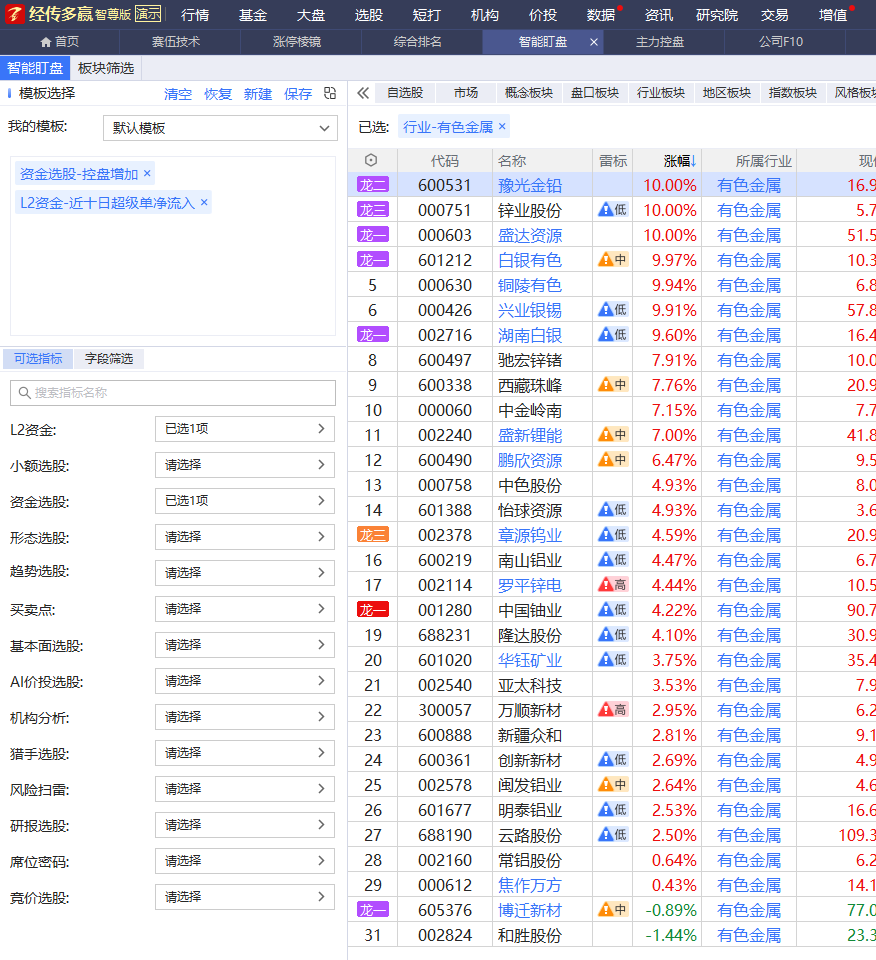 经传多赢 智尊版 演示 行情 基金 大盘 选股 短打 机构 价投 数据 资讯 研究院 交易 增值
首页 赛伍技术 涨停棱镜 综合排名 智能盯盘 × 主力控盘 公司F10
智能盯盘 板块筛选
模板选择 清空 恢复 新建 保存
我的模板: 默认模板
资金选股-控盘增加 ×
L2资金-近十日超级单净流入 ×
可选指标 字段筛选
搜索指标名称
L2资金: 已选1项
小额选股: 请选择
资金选股: 已选1项
形态选股: 请选择
趋势选股: 请选择
买卖点: 请选择
基本面选股: 请选择
AI价投选股: 请选择
机构分析: 请选择
猎手选股: 请选择
风险扫雷: 请选择
研报选股: 请选择
席位密码: 请选择
竞价选股: 请选择
自选股 市场 概念板块 盘口板块 行业板块 地区板块 指数板块 风格板
已选: 行业-有色金属 ×
代码 名称 雷标 涨幅↓ 所属行业 现
龙二 600531 豫光金铅 10.00% 有色金属 16.9
龙三 000751 锌业股份 低 10.00% 有色金属 5.7
龙一 000603 盛达资源 10.00% 有色金属 51.5
龙一 601212 白银有色 中 9.97% 有色金属 10.3
5 000630 铜陵有色 9.94% 有色金属 6.8
6 000426 兴业银锡 低 9.91% 有色金属 57.8
龙一 002716 湖南白银 低 9.60% 有色金属 16.4
8 600497 驰宏锌锗 7.91% 有色金属 10.0
9 600338 西藏珠峰 中 7.76% 有色金属 20.9
10 000060 中金岭南 7.15% 有色金属 7.7
11 002240 盛新锂能 中 7.00% 有色金属 41.8
12 600490 鹏欣资源 中 6.47% 有色金属 9.5
13 000758 中色股份 4.93% 有色金属 8.0
14 601388 怡球资源 低 4.93% 有色金属 3.6
龙三 002378 章源钨业 低 4.59% 有色金属 20.9
16 600219 南山铝业 低 4.47% 有色金属 6.7
17 002114 罗平锌电 高 4.44% 有色金属 10.5
龙一 001280 中国铀业 低 4.22% 有色金属 90.7
19 688231 隆达股份 低 4.10% 有色金属 30.9
20 601020 华钰矿业 低 3.75% 有色金属 35.4
21 002540 亚太科技 3.53% 有色金属 7.9
22 300057 万顺新材 高 2.95% 有色金属 6.2
23 600888 新疆众和 2.81% 有色金属 9.1
24 600361 创新新材 低 2.69% 有色金属 4.9
25 002578 闽发铝业 中 2.64% 有色金属 4.6
26 601677 明泰铝业 低 2.53% 有色金属 16.6
27 688190 云路股份 低 2.50% 有色金属 109.3
28 002160 常铝股份 0.64% 有色金属 6.2
29 000612 焦作万方 0.43% 有色金属 14.1
龙一 605376 博迁新材 中 -0.89% 有色金属 77.0
31 002824 和胜股份 -1.44% 有色金属 23.3